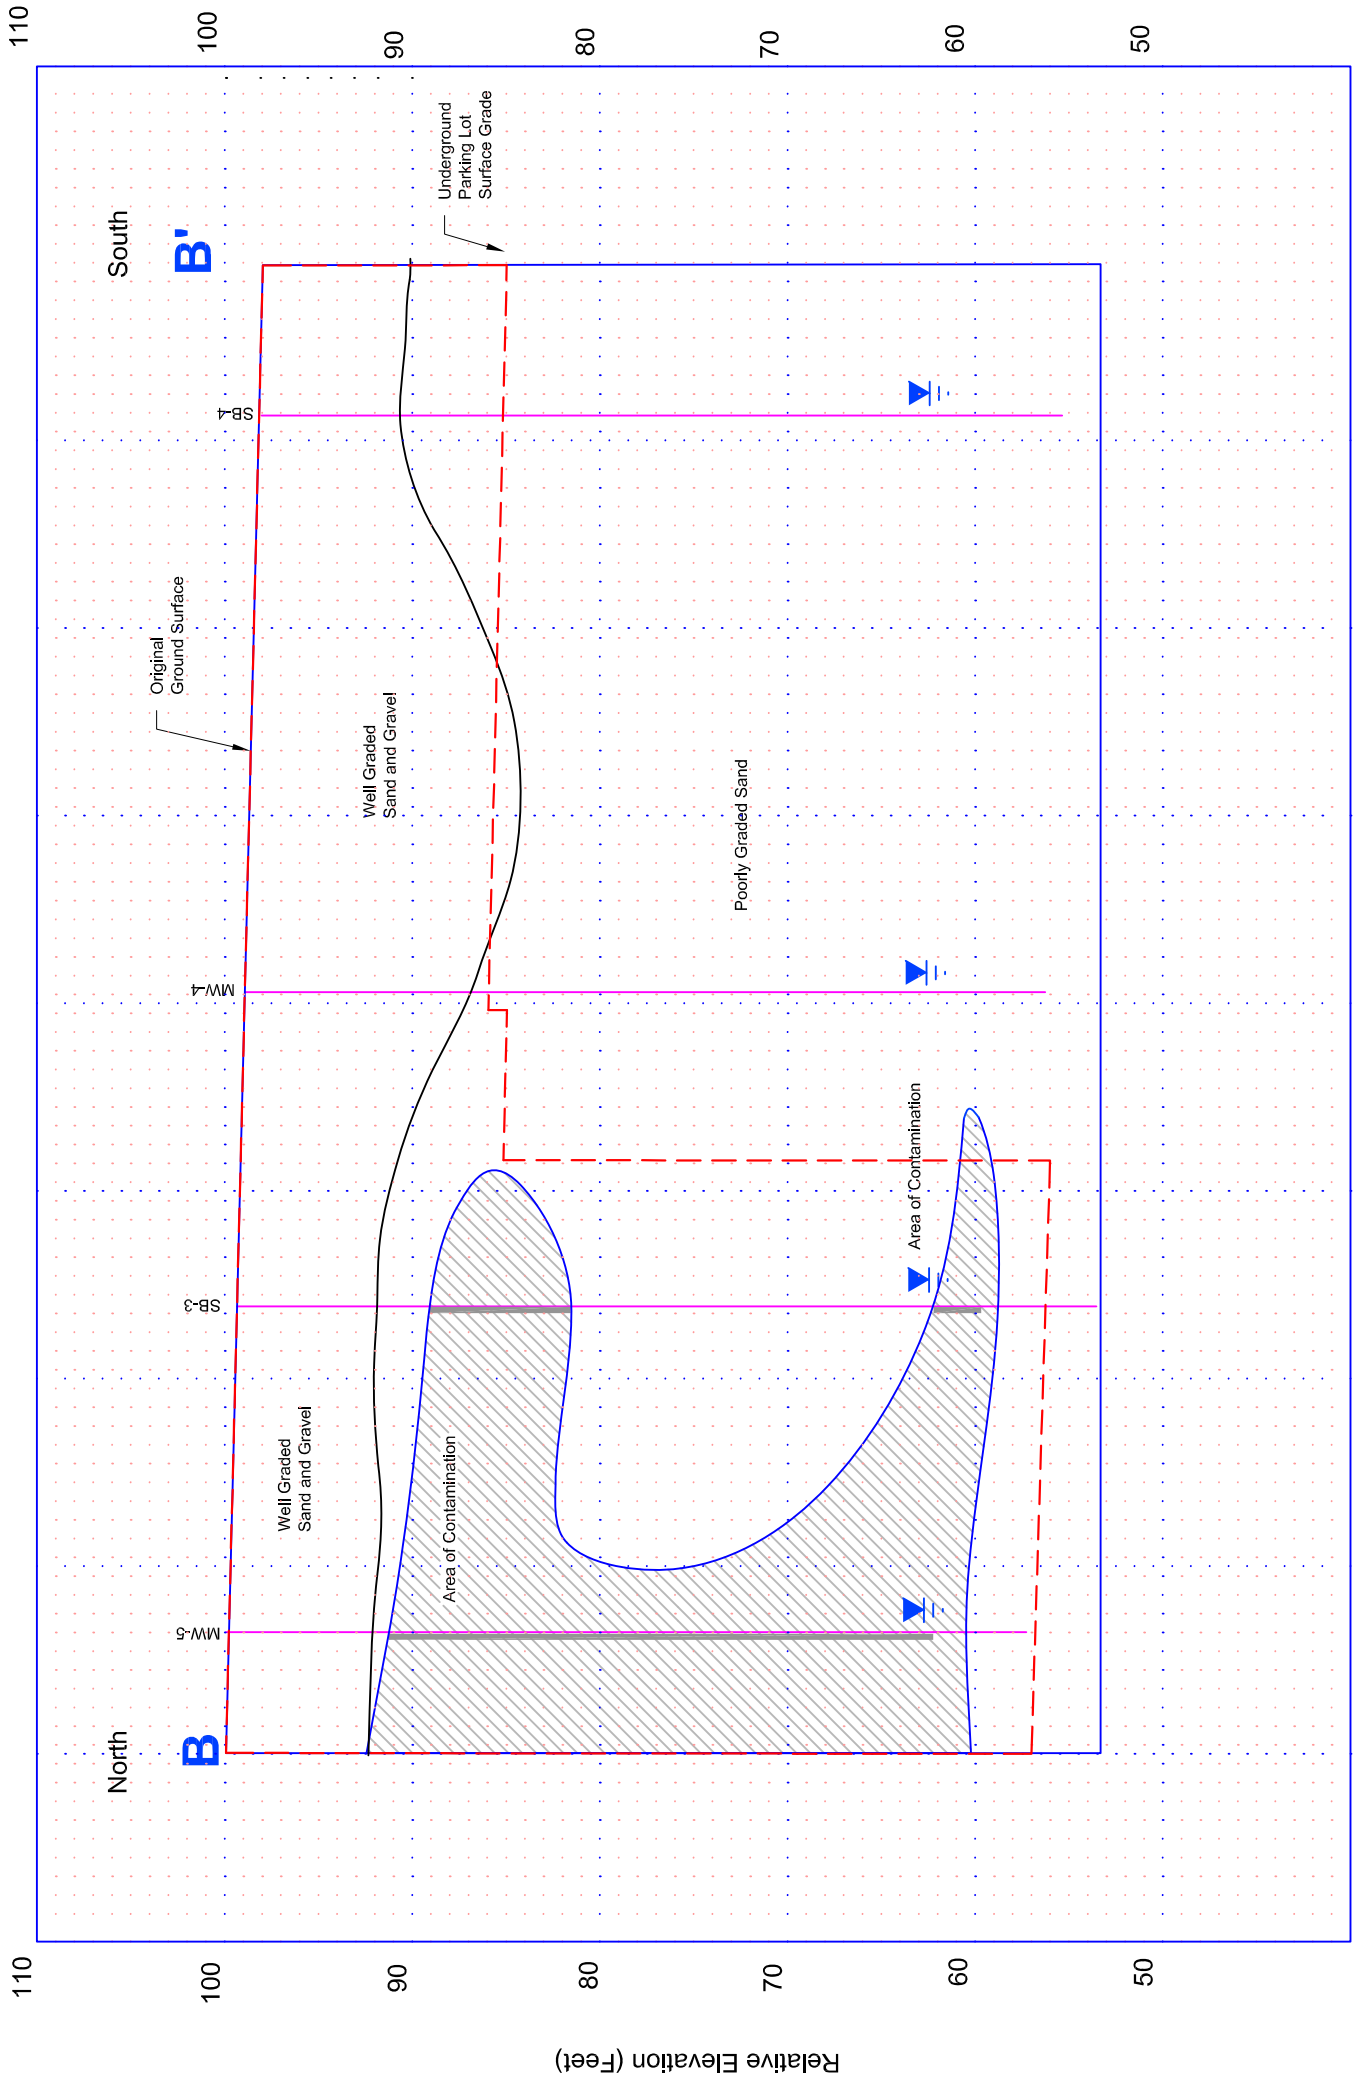 North
South
B
B'
110
100
90
80
70
60
50
110
100
90
80
70
60
50
Relative Elevation (Feet)
MW-5
SB-3
MW-4
SB-4
Original
Ground Surface
Underground
Parking Lot
Surface Grade
Well Graded
Sand and Gravel
Well Graded
Sand and Gravel
Area of Contamination
Area of Contamination
Poorly Graded Sand